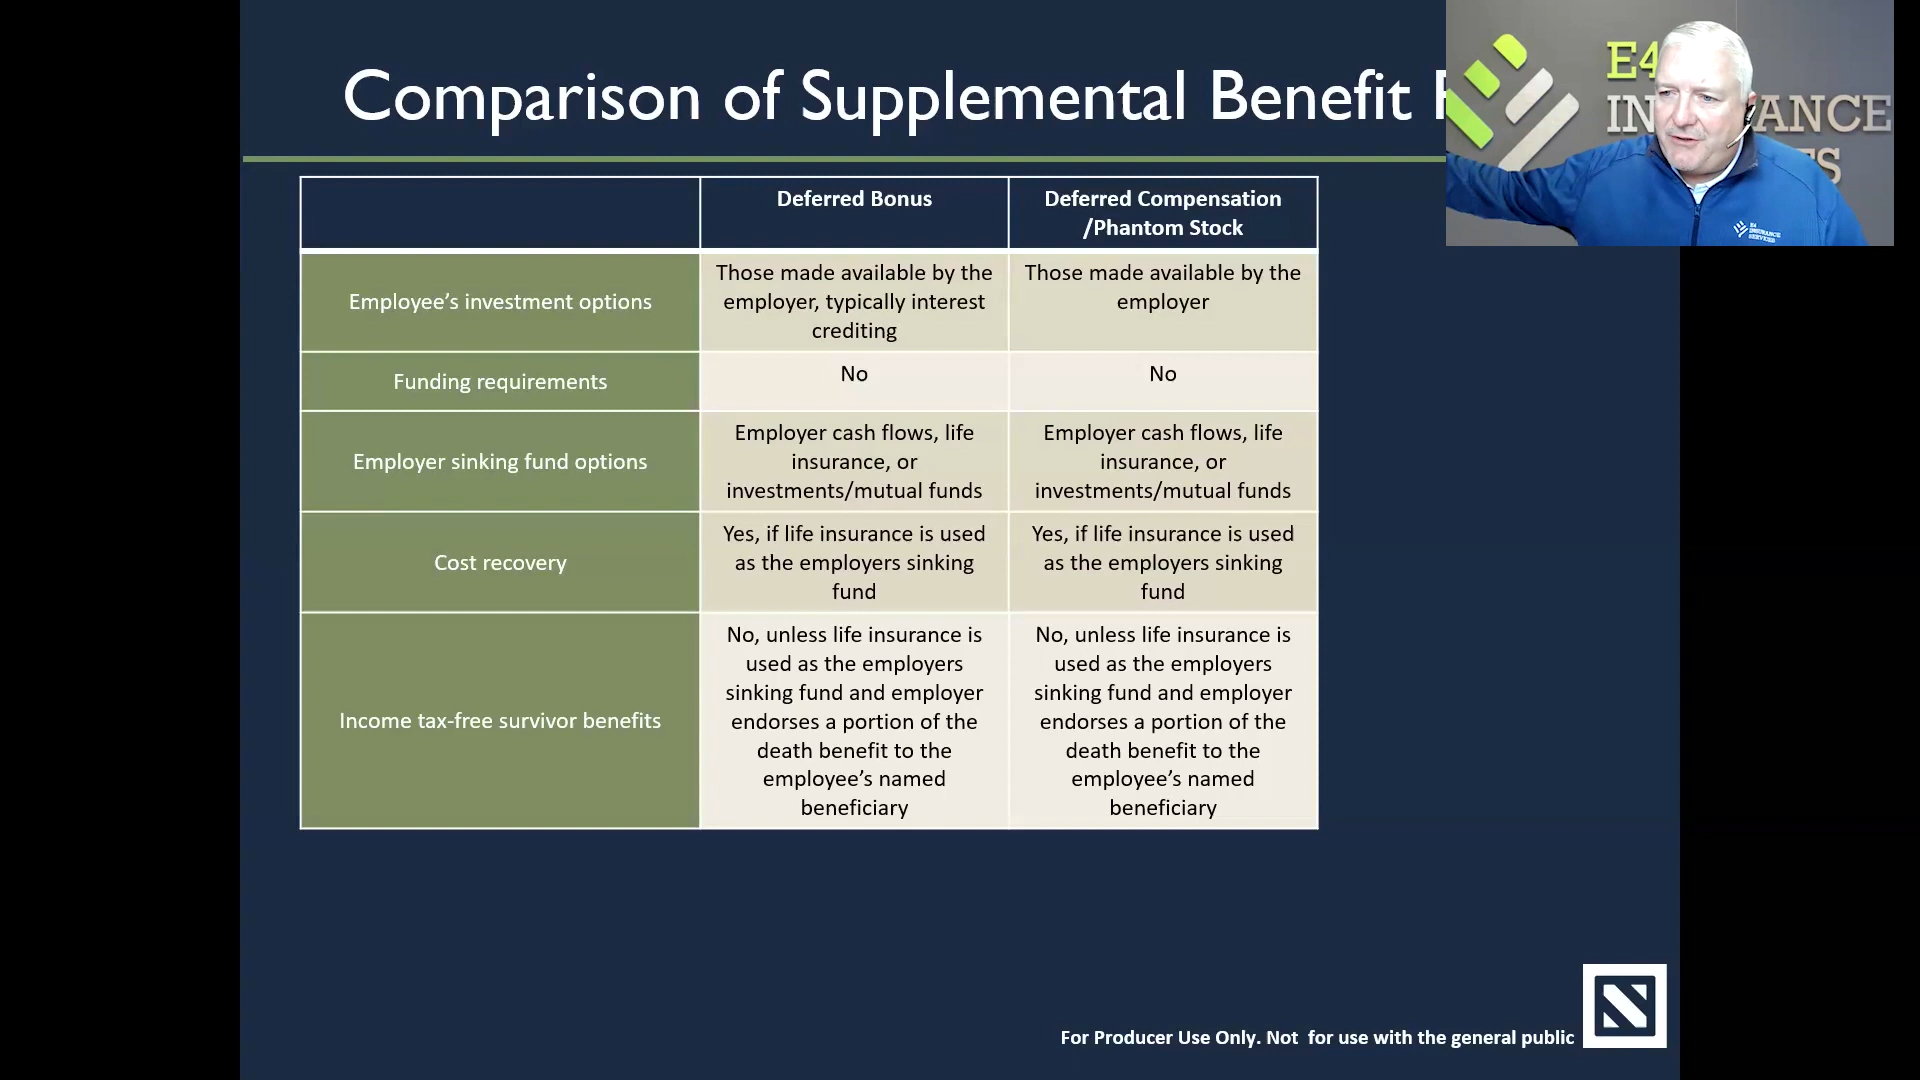 Comparison of Supplemental Benefit
E4
INSURANCE
Deferred Bonus
Deferred Compensation
/Phantom Stock
Employee’s investment options
Those made available by the
employer, typically interest
crediting
Those made available by the
employer
Funding requirements
No
No
Employer sinking fund options
Employer cash flows, life
insurance, or
investments/mutual funds
Employer cash flows, life
insurance, or
investments/mutual funds
Cost recovery
Yes, if life insurance is used
as the employers sinking
fund
Yes, if life insurance is used
as the employers sinking
fund
Income tax-free survivor benefits
No, unless life insurance is
used as the employers
sinking fund and employer
endorses a portion of the
death benefit to the
employee’s named
beneficiary
No, unless life insurance is
used as the employers
sinking fund and employer
endorses a portion of the
death benefit to the
employee’s named
beneficiary
E4
INSURANCE
SERVICES
For Producer Use Only. Not  for use with the general public